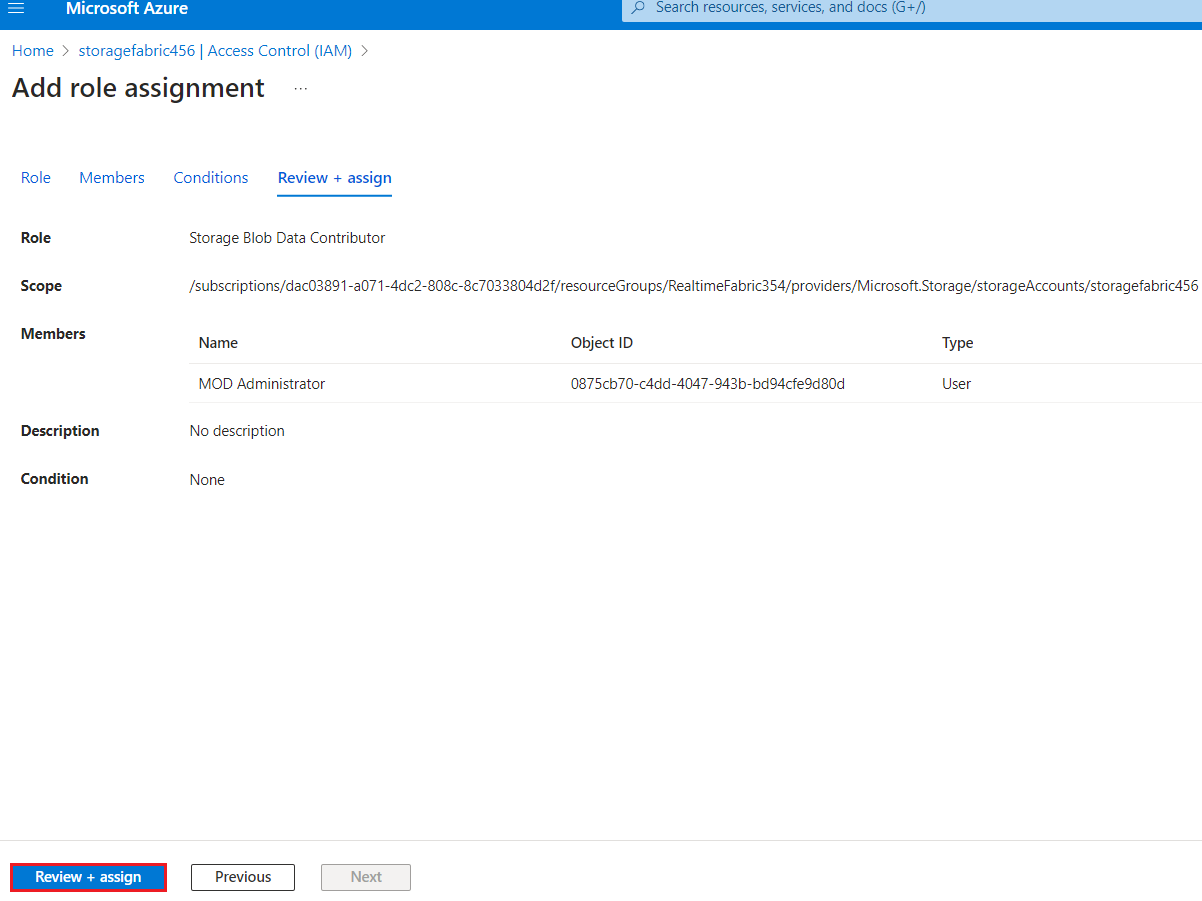 Microsoft Azure
Search resources, services, and docs (G+/)
Home > storagefabric456 | Access Control (IAM) >
Add role assignment ...
Role Members Conditions Review + assign
Role Storage Blob Data Contributor
Scope /subscriptions/dac03891-a071-4dc2-808c-8c7033804d2f/resourceGroups/RealtimeFabric354/providers/Microsoft.Storage/storageAccounts/storagefabric456
Members
Name Object ID Type
MOD Administrator 0875cb70-c4dd-4047-943b-bd94cfe9d80d User
Description No description
Condition None
Review + assign Previous Next